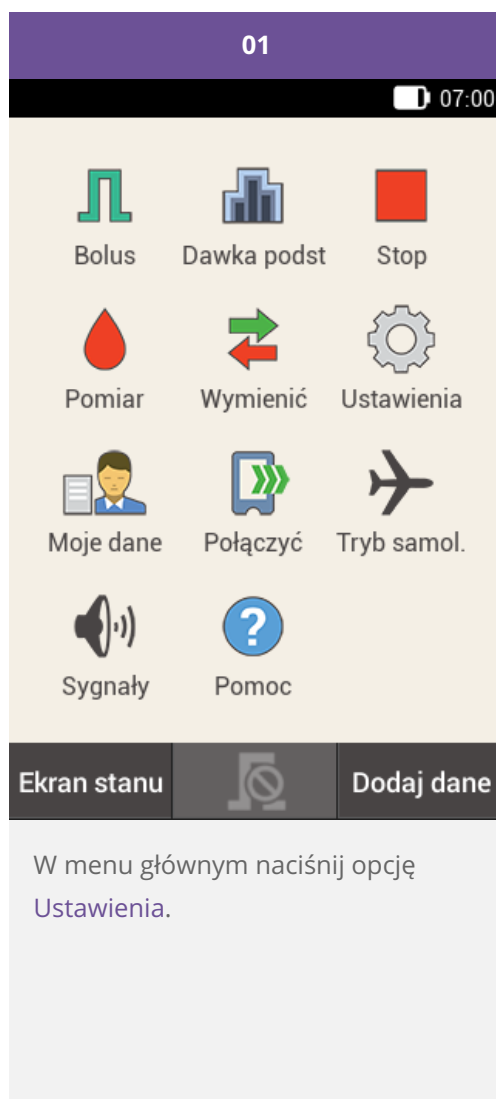 01
07:00
Bolus Dawka podst Stop
Pomiar Wymienić Ustawienia
Moje dane Połączyć Tryb samol.
Sygnały Pomoc
Ekran stanu Dodaj dane
W menu głównym naciśnij opcję
Ustawienia.